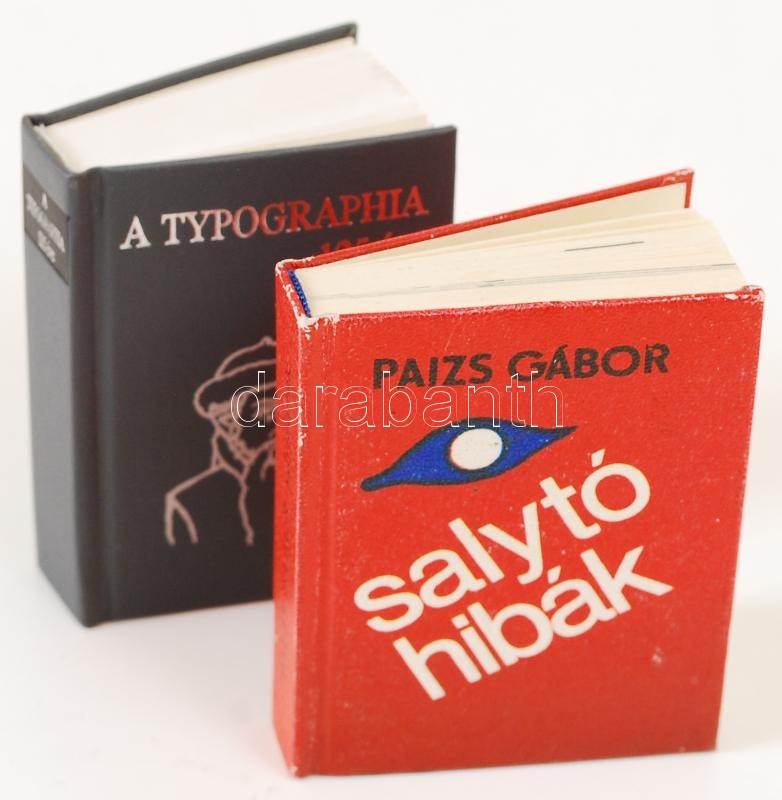 A TYPOGRAPHIA
PAIZS GÁBOR
salytó
hibák
darabanth